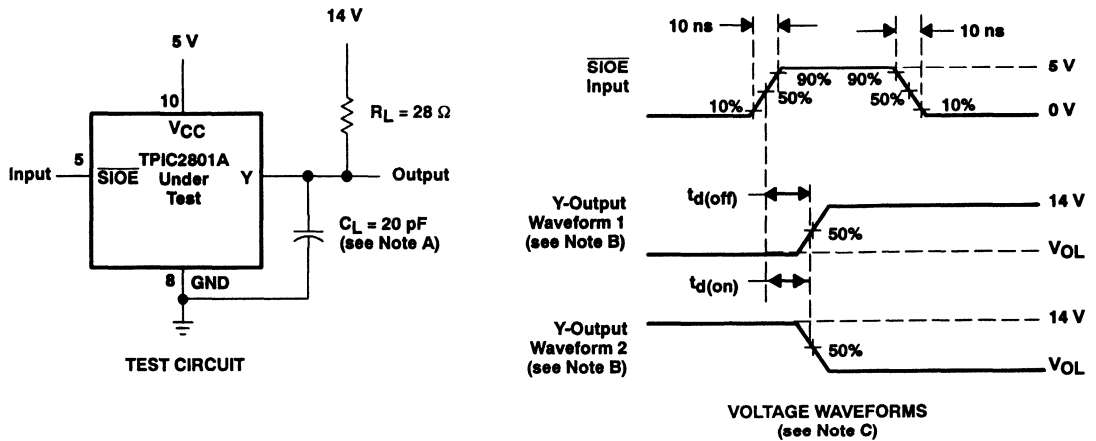 14 V
5 V
10
VCC
RL = 28 Ω
5
Input
SIOE
TPIC2801A
Under
Test
Y
Output
CL = 20 pF
(see Note A)
8
GND
TEST CIRCUIT
10 ns
10 ns
SIOE
Input
5 V
90%
90%
50%
50%
10%
10%
0 V
td(off)
Y-Output
Waveform 1
(see Note B)
14 V
50%
VOL
td(on)
Y-Output
Waveform 2
(see Note B)
14 V
50%
VOL
VOLTAGE WAVEFORMS
(see Note C)